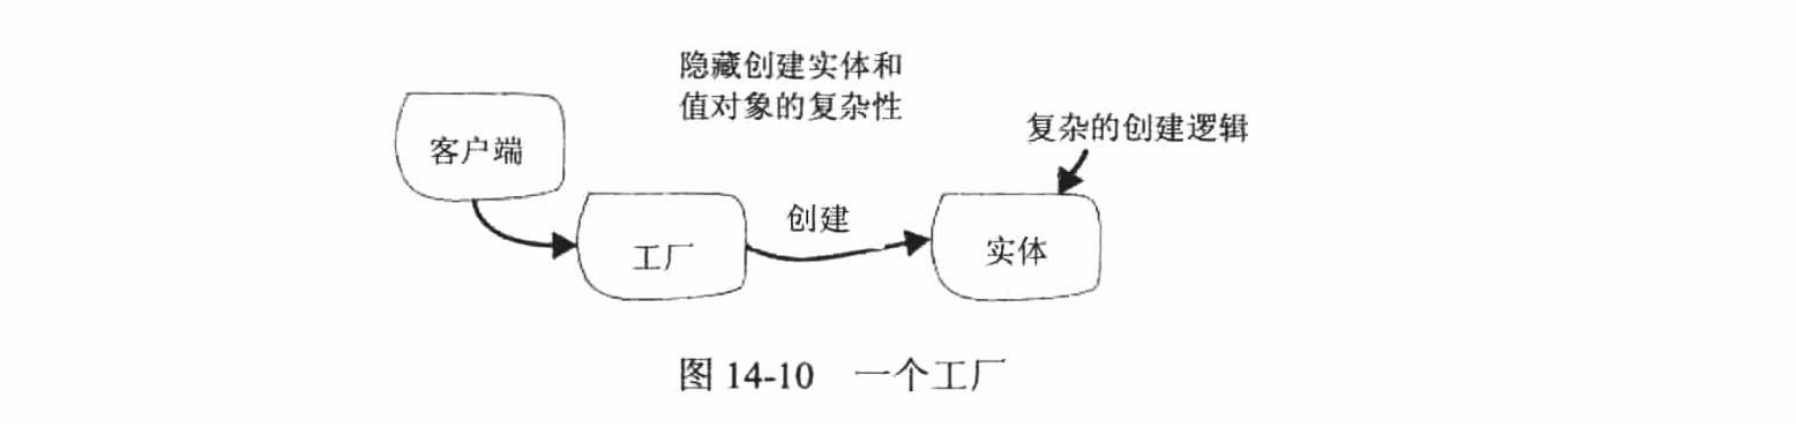 隐藏创建实体和
值对象的复杂性
复杂的创建逻辑
客户端
创建
工厂
实体
图 14-10 一个工厂